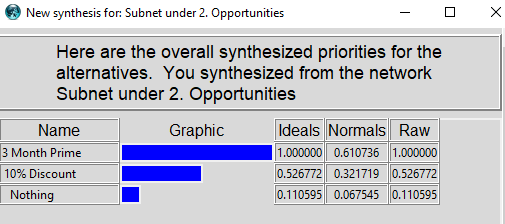 New synthesis for: Subnet under 2. Opportunities
Here are the overall synthesized priorities for the
alternatives. You synthesized from the network
Subnet under 2. Opportunities
Name Graphic Ideals Normals Raw
3 Month Prime 1.000000 0.610736 1.000000
10% Discount 0.526772 0.321719 0.526772
Nothing 0.110595 0.067545 0.110595